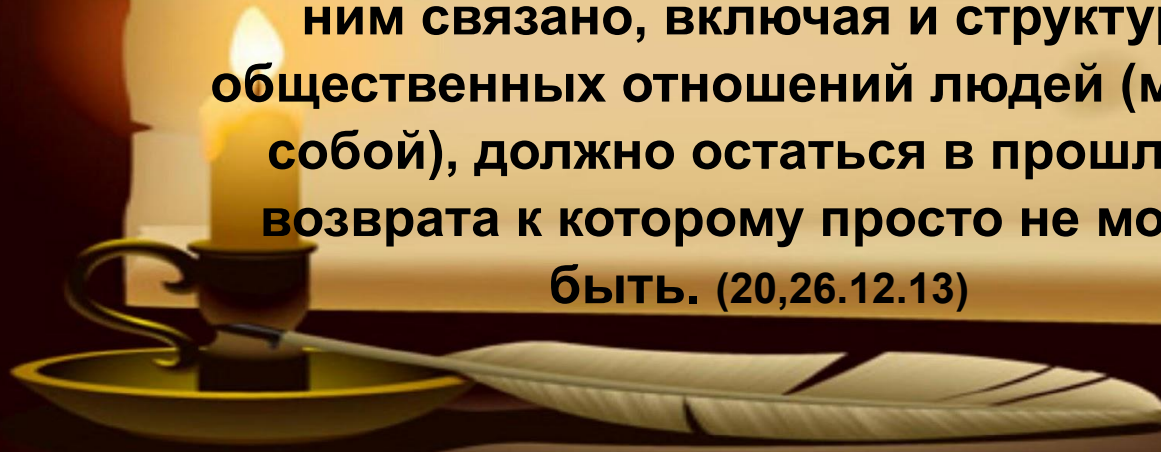 ним связано, включая и структур
общественных отношений людей (м
собой), должно остаться в прошл
возврата к которому просто не мо
быть. (20,26.12.13)